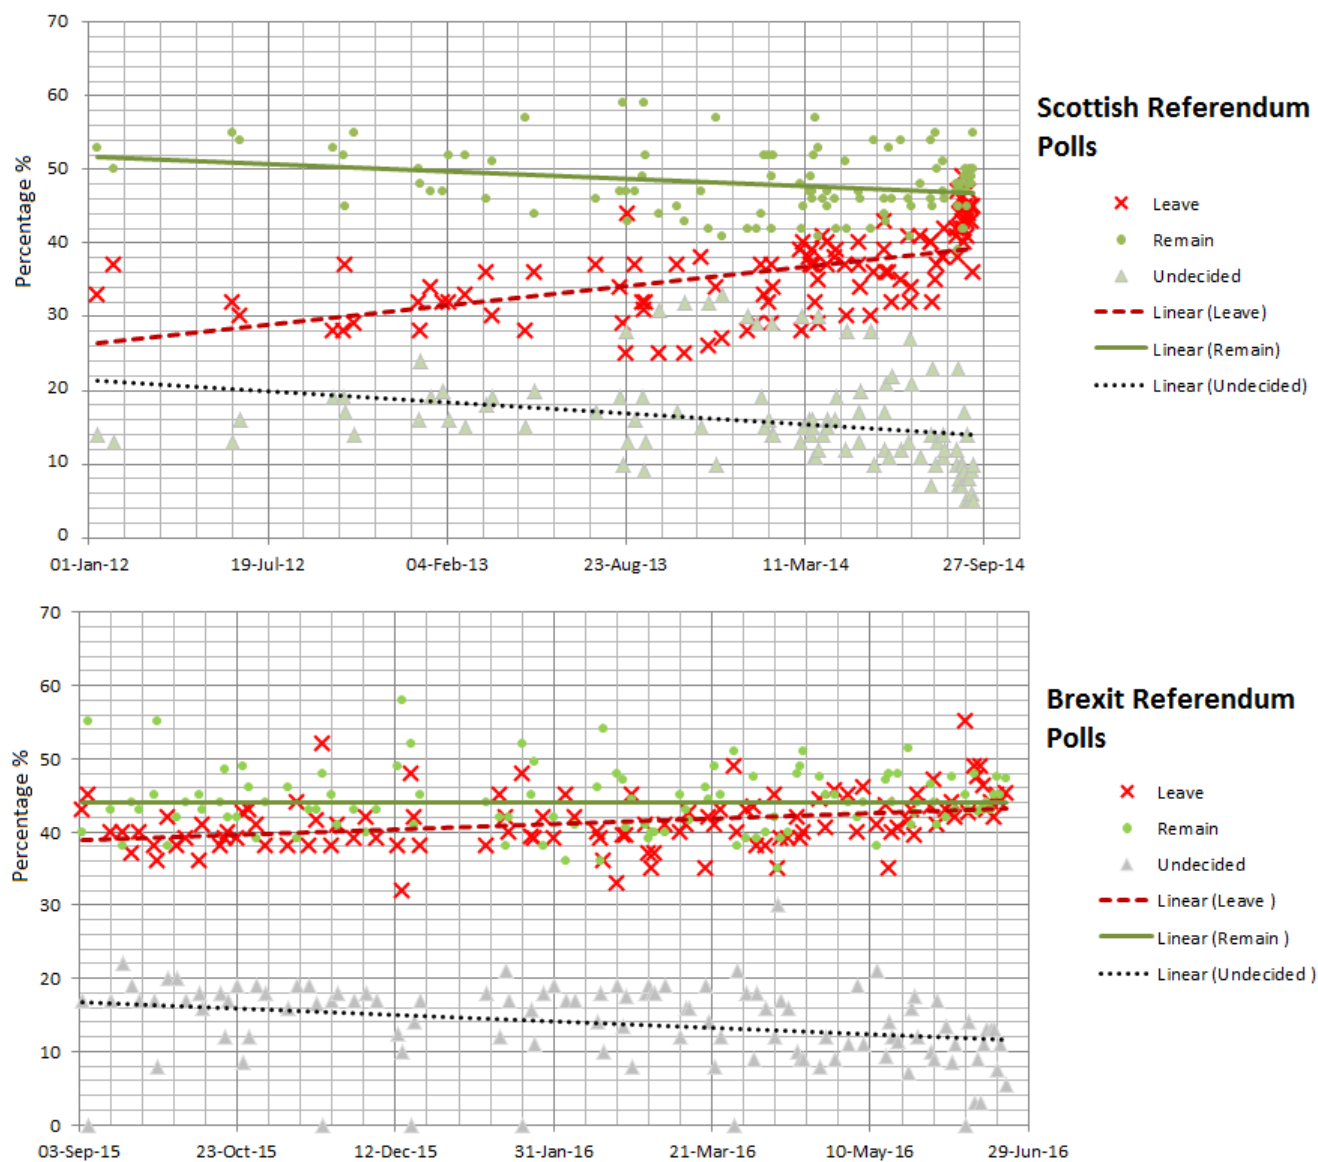 70
60
50
40
30
20
10
0
Percentage %
01-Jan-12
19-Jul-12
04-Feb-13
23-Aug-13
11-Mar-14
27-Sep-14
Scottish Referendum
Polls
Leave
Remain
Undecided
Linear (Leave)
Linear (Remain)
Linear (Undecided)
70
60
50
40
30
20
10
0
Percentage %
03-Sep-15
23-Oct-15
12-Dec-15
31-Jan-16
21-Mar-16
10-May-16
29-Jun-16
Brexit Referendum
Polls
Leave
Remain
Undecided
Linear (Leave )
Linear (Remain )
Linear (Undecided )